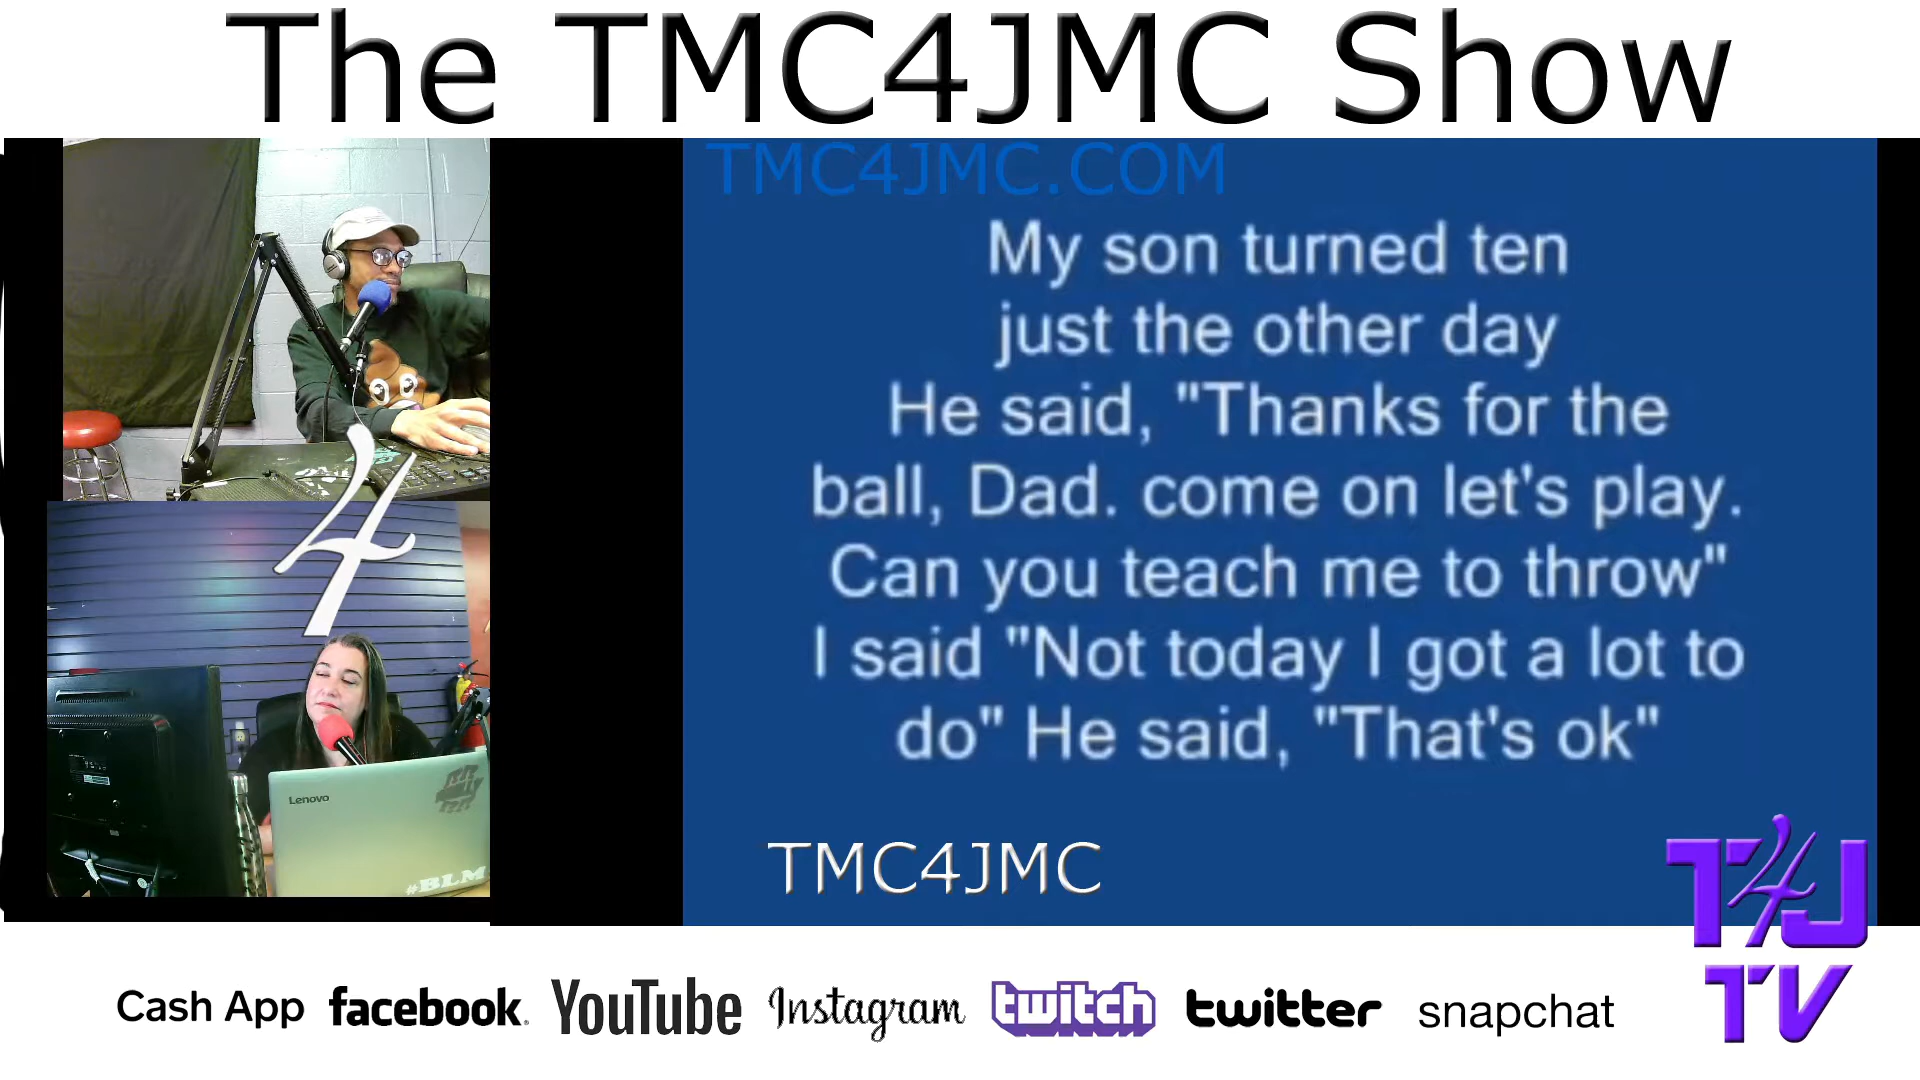 The TMC4JMC Show
TMC4JMC.COM
My son turned ten
just the other day
He said, "Thanks for the
ball, Dad. come on let's play.
Can you teach me to throw"
I said "Not today I got a lot to
do" He said, "That's ok"
4
Lenovo
#BLM
TMC4JMC
T4J
TV
Cash App facebook. YouTube Instagram twitch twitter snapchat